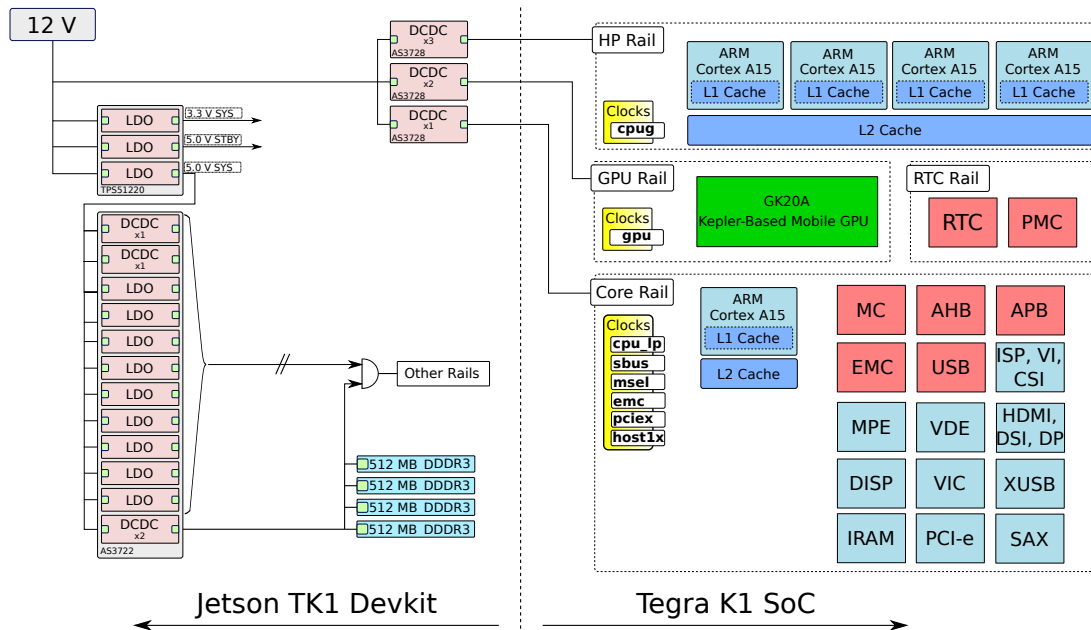 12 V
DCDC
x3
AS3728
DCDC
x2
AS3728
DCDC
x1
AS3728
LDO
3.3 V SYS
LDO
5.0 V STBY
LDO
5.0 V SYS
TPS51220
DCDC
x1
DCDC
x1
LDO
LDO
LDO
LDO
LDO
LDO
LDO
LDO
LDO
DCDC
x2
AS3722
Other Rails
512 MB DDDR3
512 MB DDDR3
512 MB DDDR3
512 MB DDDR3
Jetson TK1 Devkit
HP Rail
Clocks
cpug
ARM
Cortex A15
L1 Cache
ARM
Cortex A15
L1 Cache
ARM
Cortex A15
L1 Cache
ARM
Cortex A15
L1 Cache
L2 Cache
GPU Rail
Clocks
gpu
GK20A
Kepler-Based Mobile GPU
RTC Rail
RTC
PMC
Core Rail
Clocks
cpu_lp
sbus
msel
emc
pciex
host1x
ARM
Cortex A15
L1 Cache
L2 Cache
MC
AHB
APB
EMC
USB
ISP, VI,
CSI
MPE
VDE
HDMI,
DSI, DP
DISP
VIC
XUSB
IRAM
PCI-e
SAX
Tegra K1 SoC